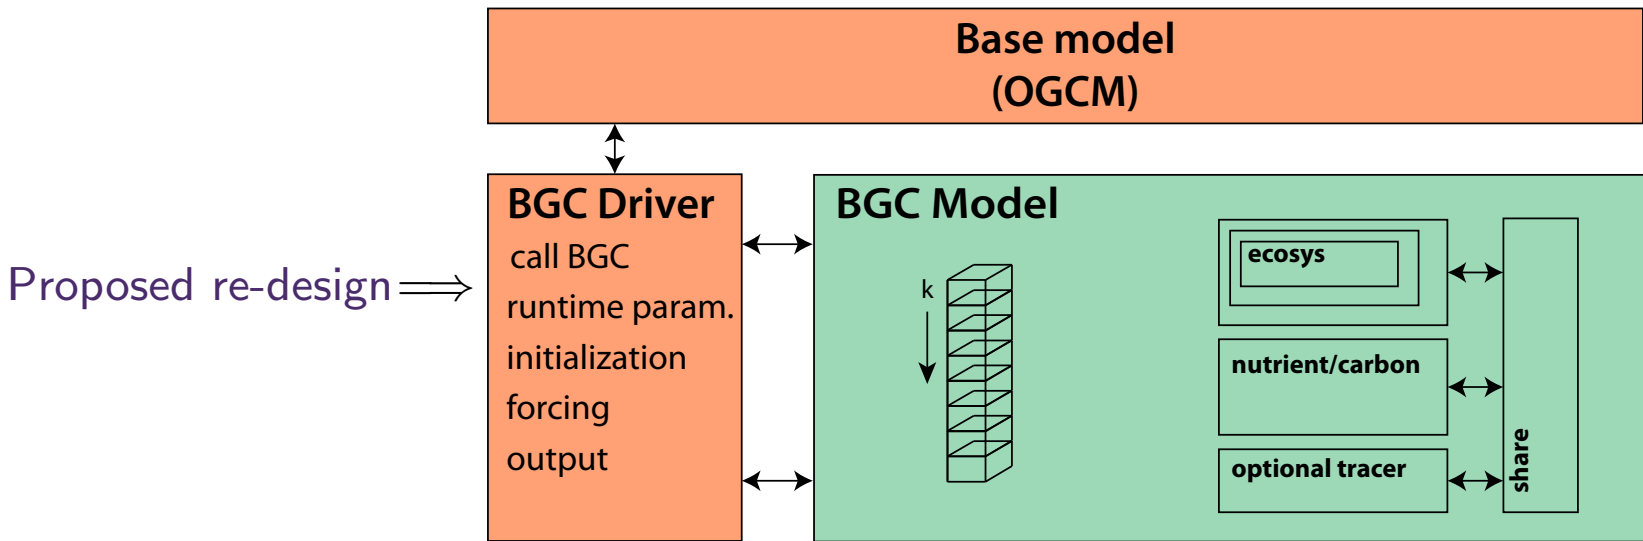 Base model
(OGCM)
Proposed re-design ⟹
BGC Driver
call BGC
runtime param.
initialization
forcing
output
BGC Model
k
ecosys
nutrient/carbon
optional tracer
share